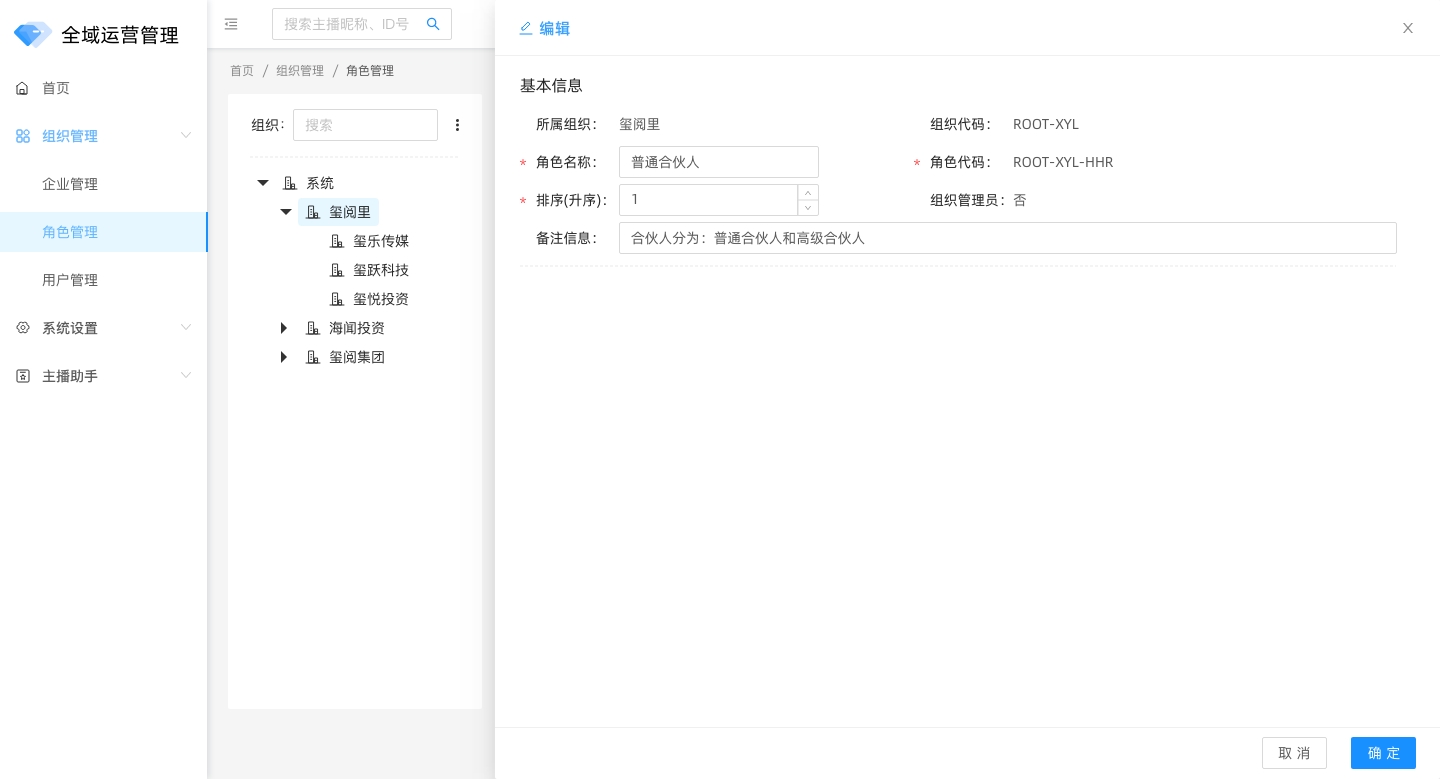 全域运营管理
首页
组织管理
企业管理
角色管理
用户管理
系统设置
主播助手
搜索主播昵称、ID号
首页 / 组织管理 / 角色管理
组织: 搜索
系统
玺阅里
玺乐传媒
玺跃科技
玺悦投资
海闻投资
玺阅集团
编辑
基本信息
所属组织: 玺阅里 组织代码: ROOT-XYL
* 角色名称: 普通合伙人 * 角色代码: ROOT-XYL-HHR
* 排序(升序): 1 组织管理员: 否
备注信息: 合伙人分为：普通合伙人和高级合伙人
取 消 确 定